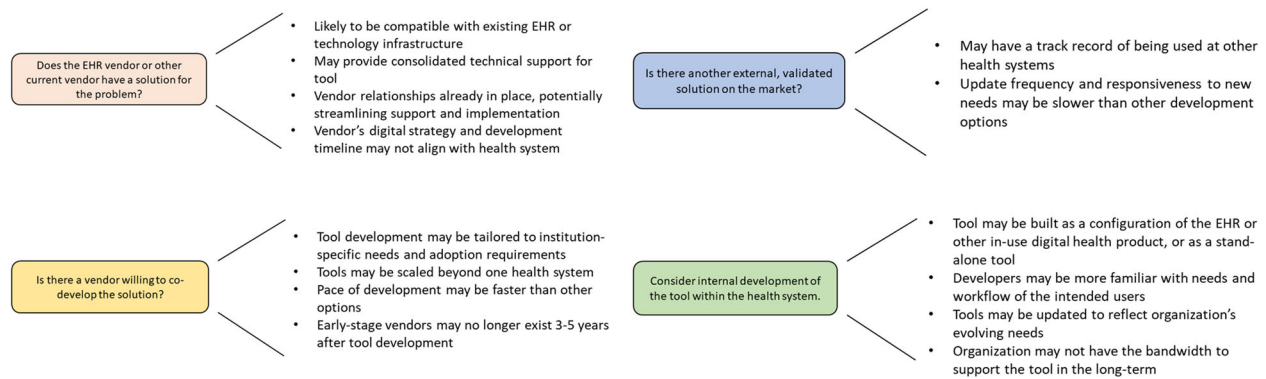 Does the EHR vendor or other
current vendor have a solution for
the problem?
• Likely to be compatible with existing EHR or
technology infrastructure
• May provide consolidated technical support for
tool
• Vendor relationships already in place, potentially
streamlining support and implementation
• Vendor's digital strategy and development
timeline may not align with health system
Is there another external, validated
solution on the market?
• May have a track record of being used at other
health systems
• Update frequency and responsiveness to new
needs may be slower than other development
options
Is there a vendor willing to co-
develop the solution?
• Tool development may be tailored to institution-
specific needs and adoption requirements
• Tools may be scaled beyond one health system
• Pace of development may be faster than other
options
• Early-stage vendors may no longer exist 3-5 years
after tool development
Consider internal development of
the tool within the health system.
• Tool may be built as a configuration of the EHR or
other in-use digital health product, or as a stand-
alone tool
• Developers may be more familiar with needs and
workflow of the intended users
• Tools may be updated to reflect organization's
evolving needs
• Organization may not have the bandwidth to
support the tool in the long-term